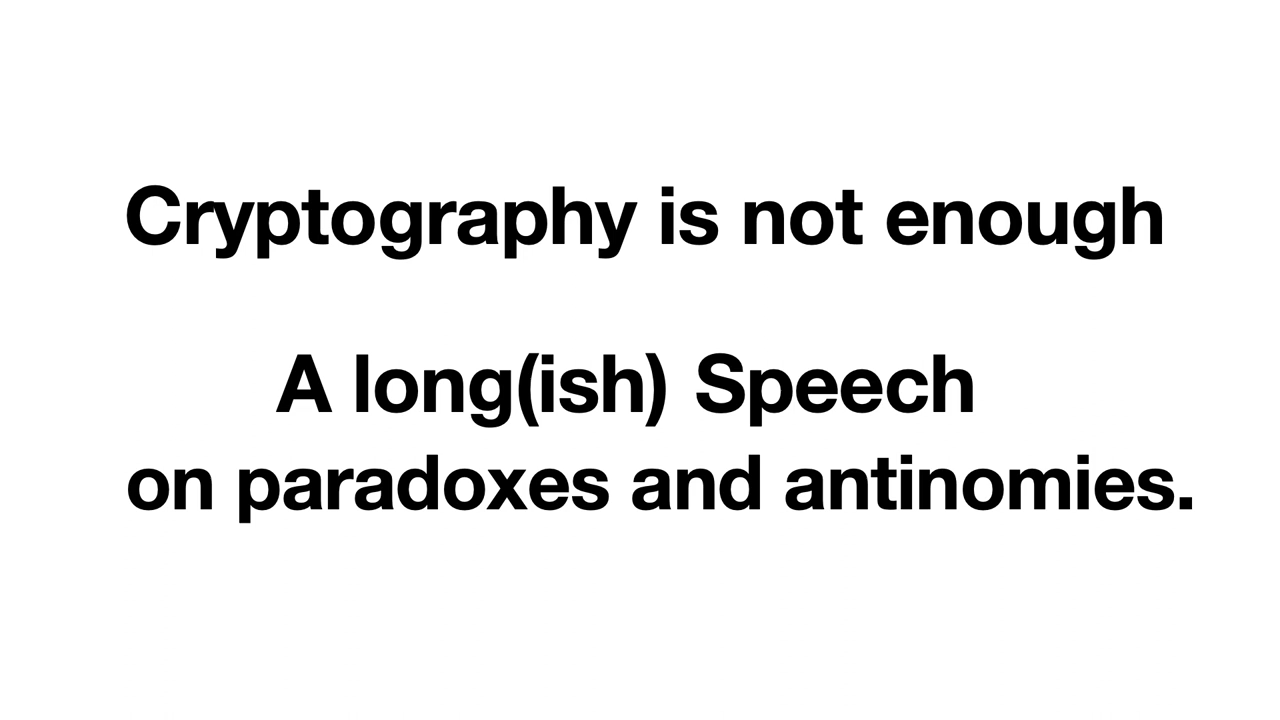 Cryptography is not enough
A long(ish) Speech
on paradoxes and antinomies.